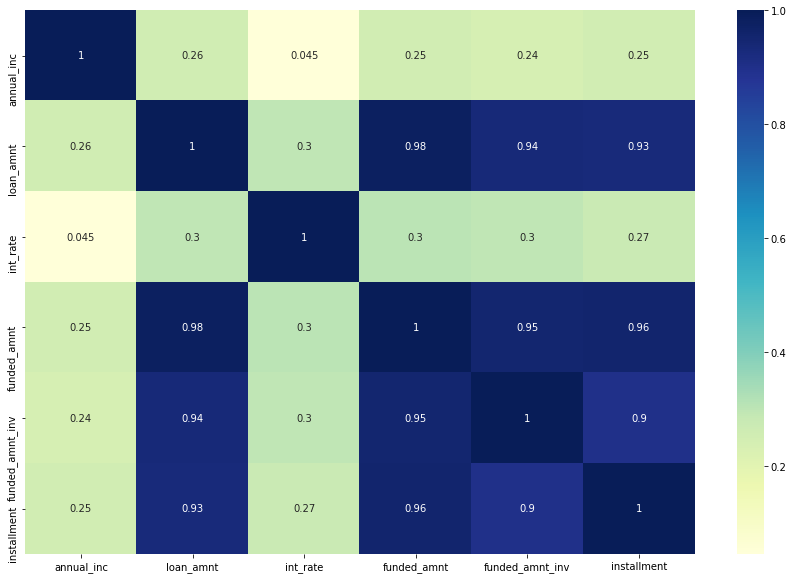 annual_inc 1 0.26 0.045 0.25 0.24 0.25
loan_amnt 0.26 1 0.3 0.98 0.94 0.93
int_rate 0.045 0.3 1 0.3 0.3 0.27
funded_amnt 0.25 0.98 0.3 1 0.95 0.96
funded_amnt_inv 0.24 0.94 0.3 0.95 1 0.9
installment 0.25 0.93 0.27 0.96 0.9 1
annual_inc loan_amnt int_rate funded_amnt funded_amnt_inv installment
1.0
0.8
0.6
0.4
0.2